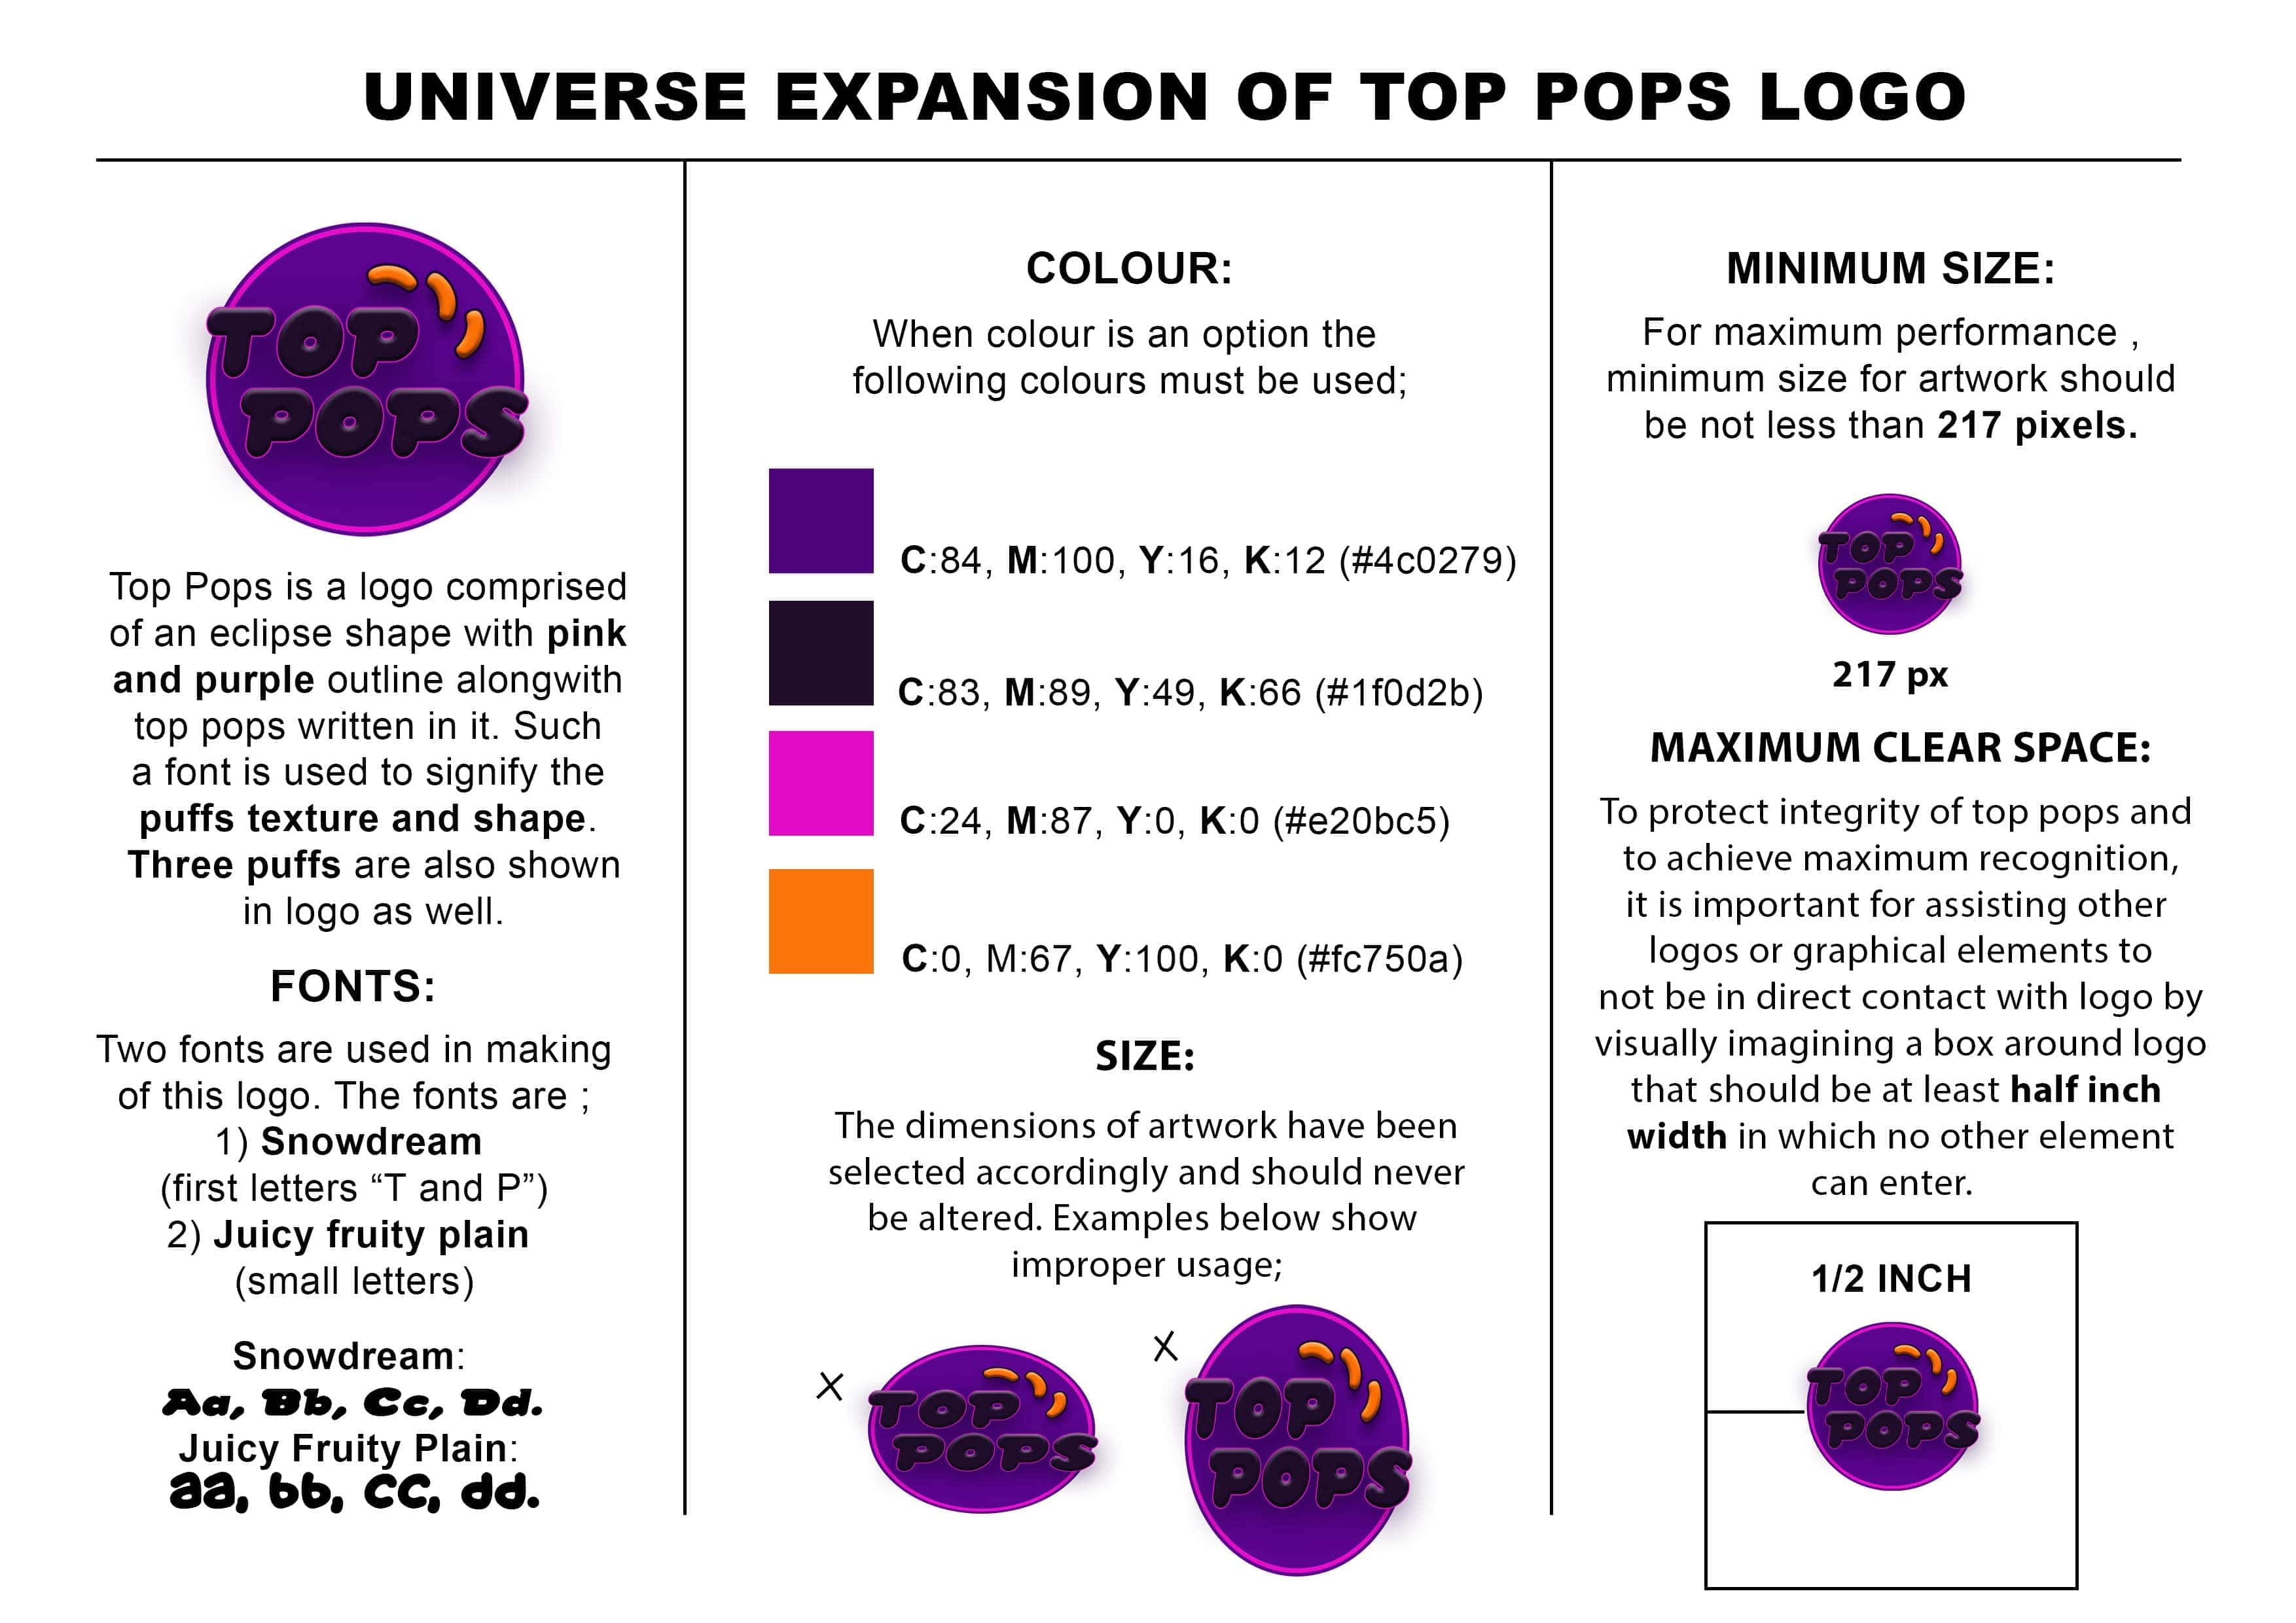 UNIVERSE EXPANSION OF TOP POPS LOGO
TOP
POPS
Top Pops is a logo comprised
of an eclipse shape with pink
and purple outline alongwith
top pops written in it. Such
a font is used to signify the
puffs texture and shape.
Three puffs are also shown
in logo as well.
FONTS:
Two fonts are used in making
of this logo. The fonts are ;
1) Snowdream
(first letters “T and P”)
2) Juicy fruity plain
(small letters)
Snowdream:
Aa, Bb, Cc, Dd.
Juicy Fruity Plain:
aa, bb, CC, dd.
COLOUR:
When colour is an option the
following colours must be used;
C:84, M:100, Y:16, K:12 (#4c0279)
C:83, M:89, Y:49, K:66 (#1f0d2b)
C:24, M:87, Y:0, K:0 (#e20bc5)
C:0, M:67, Y:100, K:0 (#fc750a)
SIZE:
The dimensions of artwork have been
selected accordingly and should never
be altered. Examples below show
improper usage;
X
TOP
POPS
X
TOP
POPS
MINIMUM SIZE:
For maximum performance ,
minimum size for artwork should
be not less than 217 pixels.
TOP
POPS
217 px
MAXIMUM CLEAR SPACE:
To protect integrity of top pops and
to achieve maximum recognition,
it is important for assisting other
logos or graphical elements to
not be in direct contact with logo by
visually imagining a box around logo
that should be at least half inch
width in which no other element
can enter.
1/2 INCH
TOP
POPS